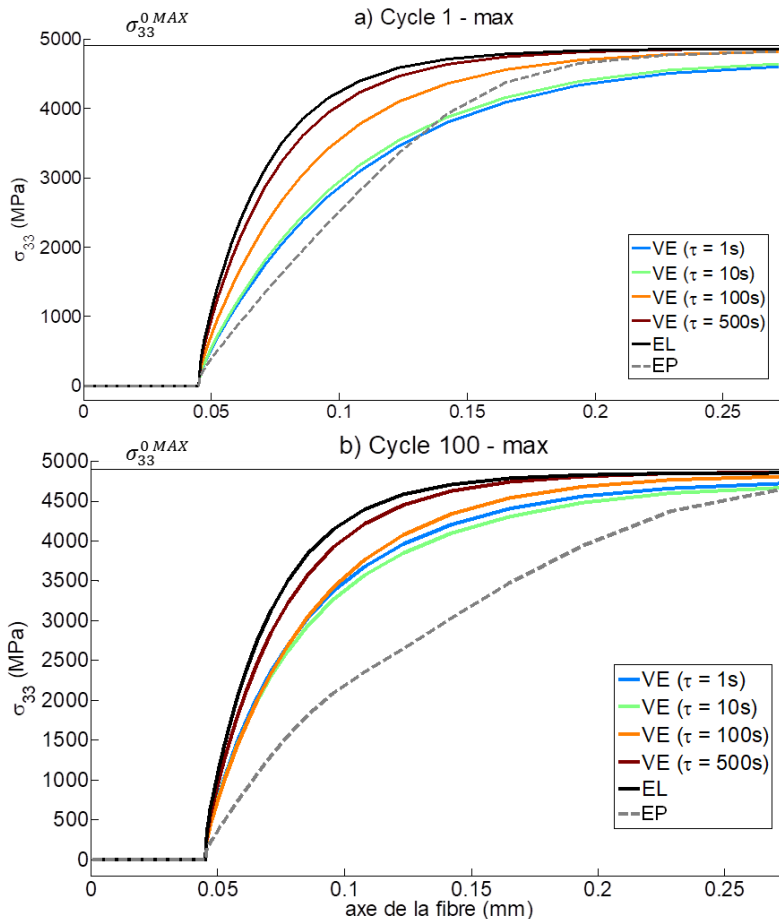 σ₃₃⁰ ᴹᴬˣ
a) Cycle 1 - max
5000
4000
3000
2000
1000
0
σ₃₃ (MPa)
VE (τ = 1s)
VE (τ = 10s)
VE (τ = 100s)
VE (τ = 500s)
EL
EP
0 0.05 0.1 0.15 0.2 0.25
σ₃₃⁰ ᴹᴬˣ
b) Cycle 100 - max
5000
4500
4000
3500
3000
2500
2000
1500
1000
500
0
σ₃₃ (MPa)
VE (τ = 1s)
VE (τ = 10s)
VE (τ = 100s)
VE (τ = 500s)
EL
EP
0 0.05 0.1 0.15 0.2 0.25
axe de la fibre (mm)